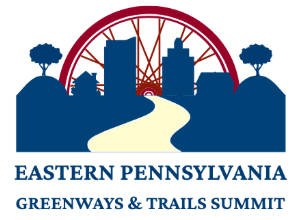 EASTERN PENNSYLVANIA
GREENWAYS & TRAILS SUMMIT